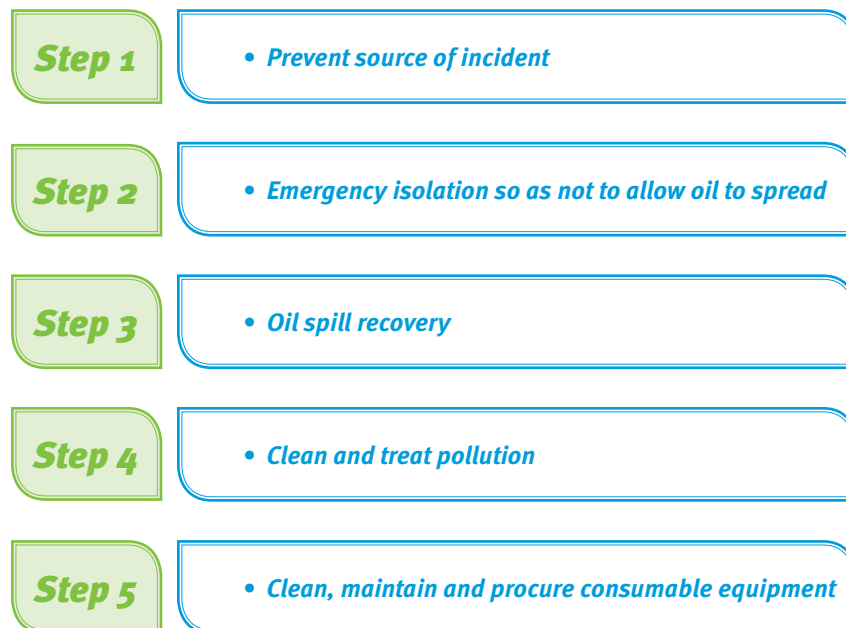 Step 1
• Prevent source of incident
Step 2
• Emergency isolation so as not to allow oil to spread
Step 3
• Oil spill recovery
Step 4
• Clean and treat pollution
Step 5
• Clean, maintain and procure consumable equipment